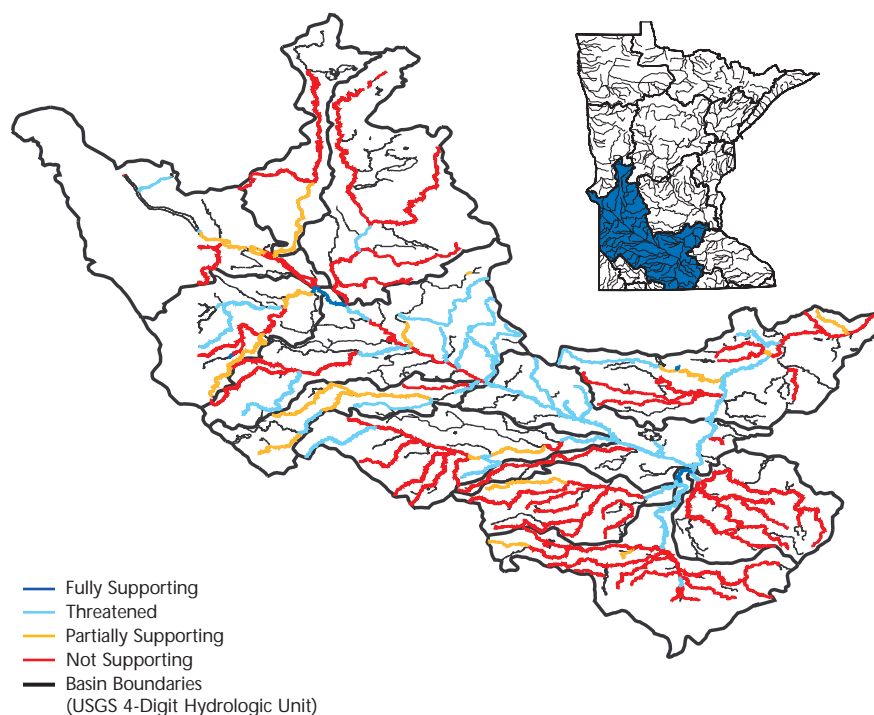 Fully Supporting
Threatened
Partially Supporting
Not Supporting
Basin Boundaries
(USGS 4-Digit Hydrologic Unit)